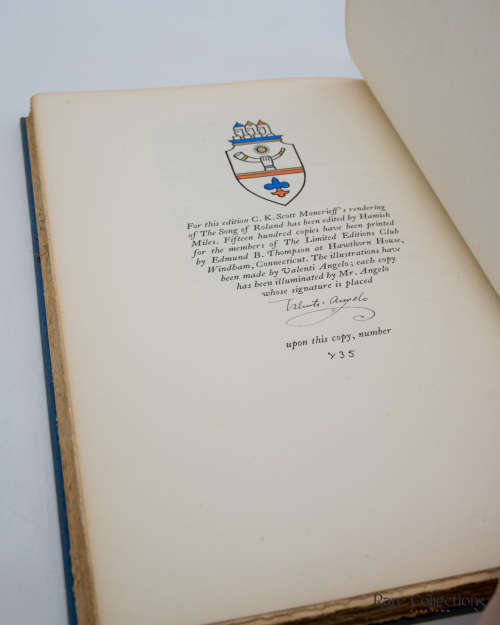 For this edition C. K. Scott Moncrieff's rendering
of The Song of Roland has been edited by Hamish
Miles. Fifteen hundred copies have been printed
for the members of The Limited Editions Club
by Edmund B. Thompson at Hawthorn House,
Windham, Connecticut. The illustrations have
been made by Valenti Angelo; each copy
has been illuminated by Mr. Angelo
whose signature is placed
Valenti Angelo
upon this copy, number
435
Rare Collections